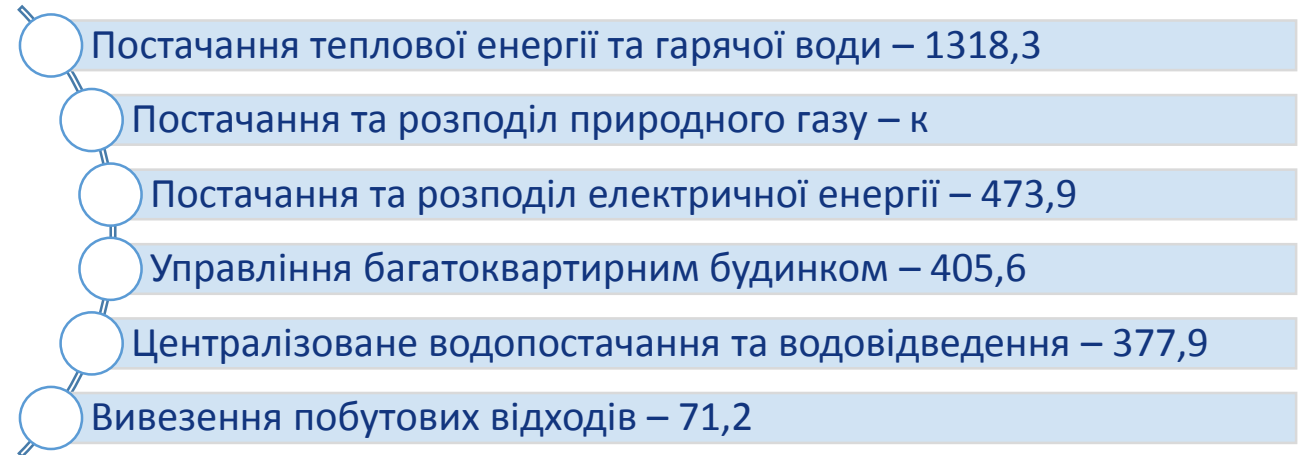 Постачання теплової енергії та гарячої води – 1318,3
Постачання та розподіл природного газу – к
Постачання та розподіл електричної енергії – 473,9
Управління багатоквартирним будинком – 405,6
Централізоване водопостачання та водовідведення – 377,9
Вивезення побутових відходів – 71,2